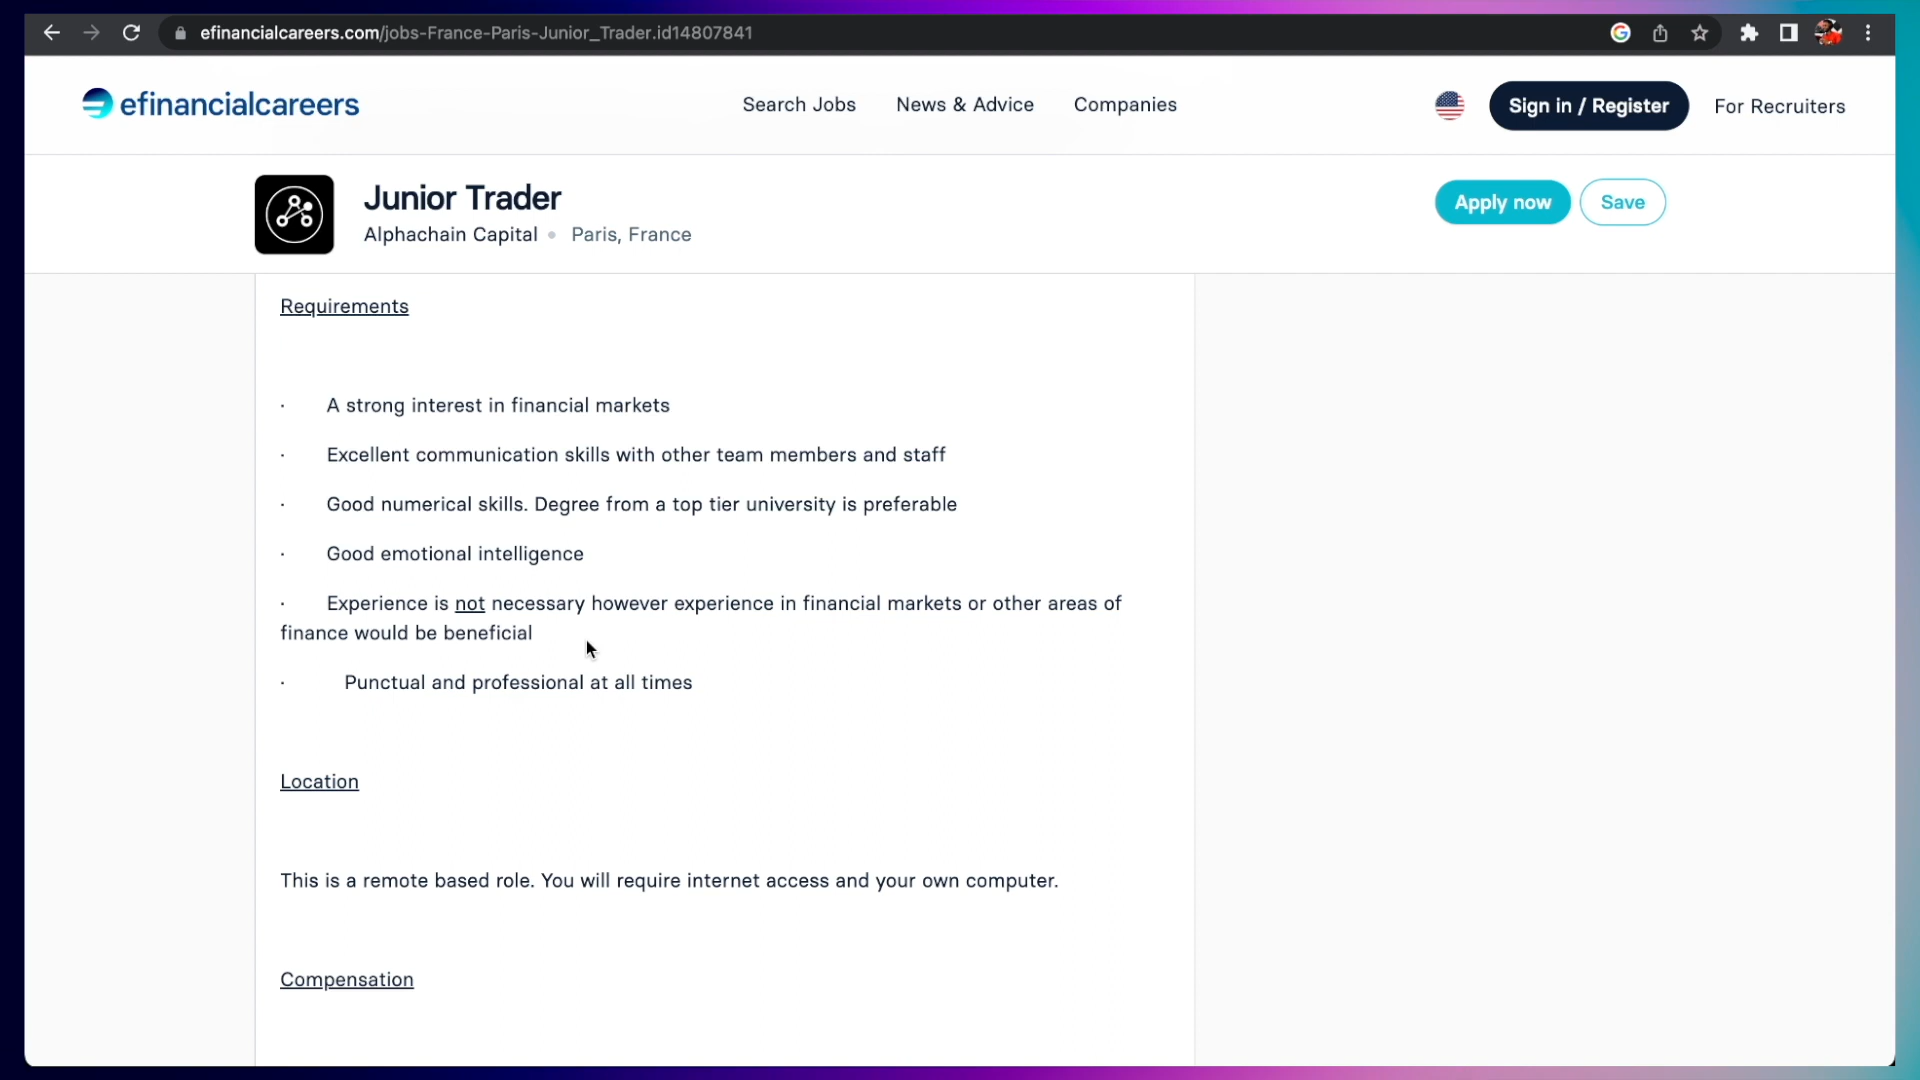 efinancialcareers.com/jobs-France-Paris-Junior_Trader.id14807841
efinancialcareers
Search Jobs
News & Advice
Companies
Sign in / Register
For Recruiters
Junior Trader
Alphachain Capital • Paris, France
Apply now
Save
Requirements
· A strong interest in financial markets
· Excellent communication skills with other team members and staff
· Good numerical skills. Degree from a top tier university is preferable
· Good emotional intelligence
· Experience is not necessary however experience in financial markets or other areas of
finance would be beneficial
· Punctual and professional at all times
Location
This is a remote based role. You will require internet access and your own computer.
Compensation